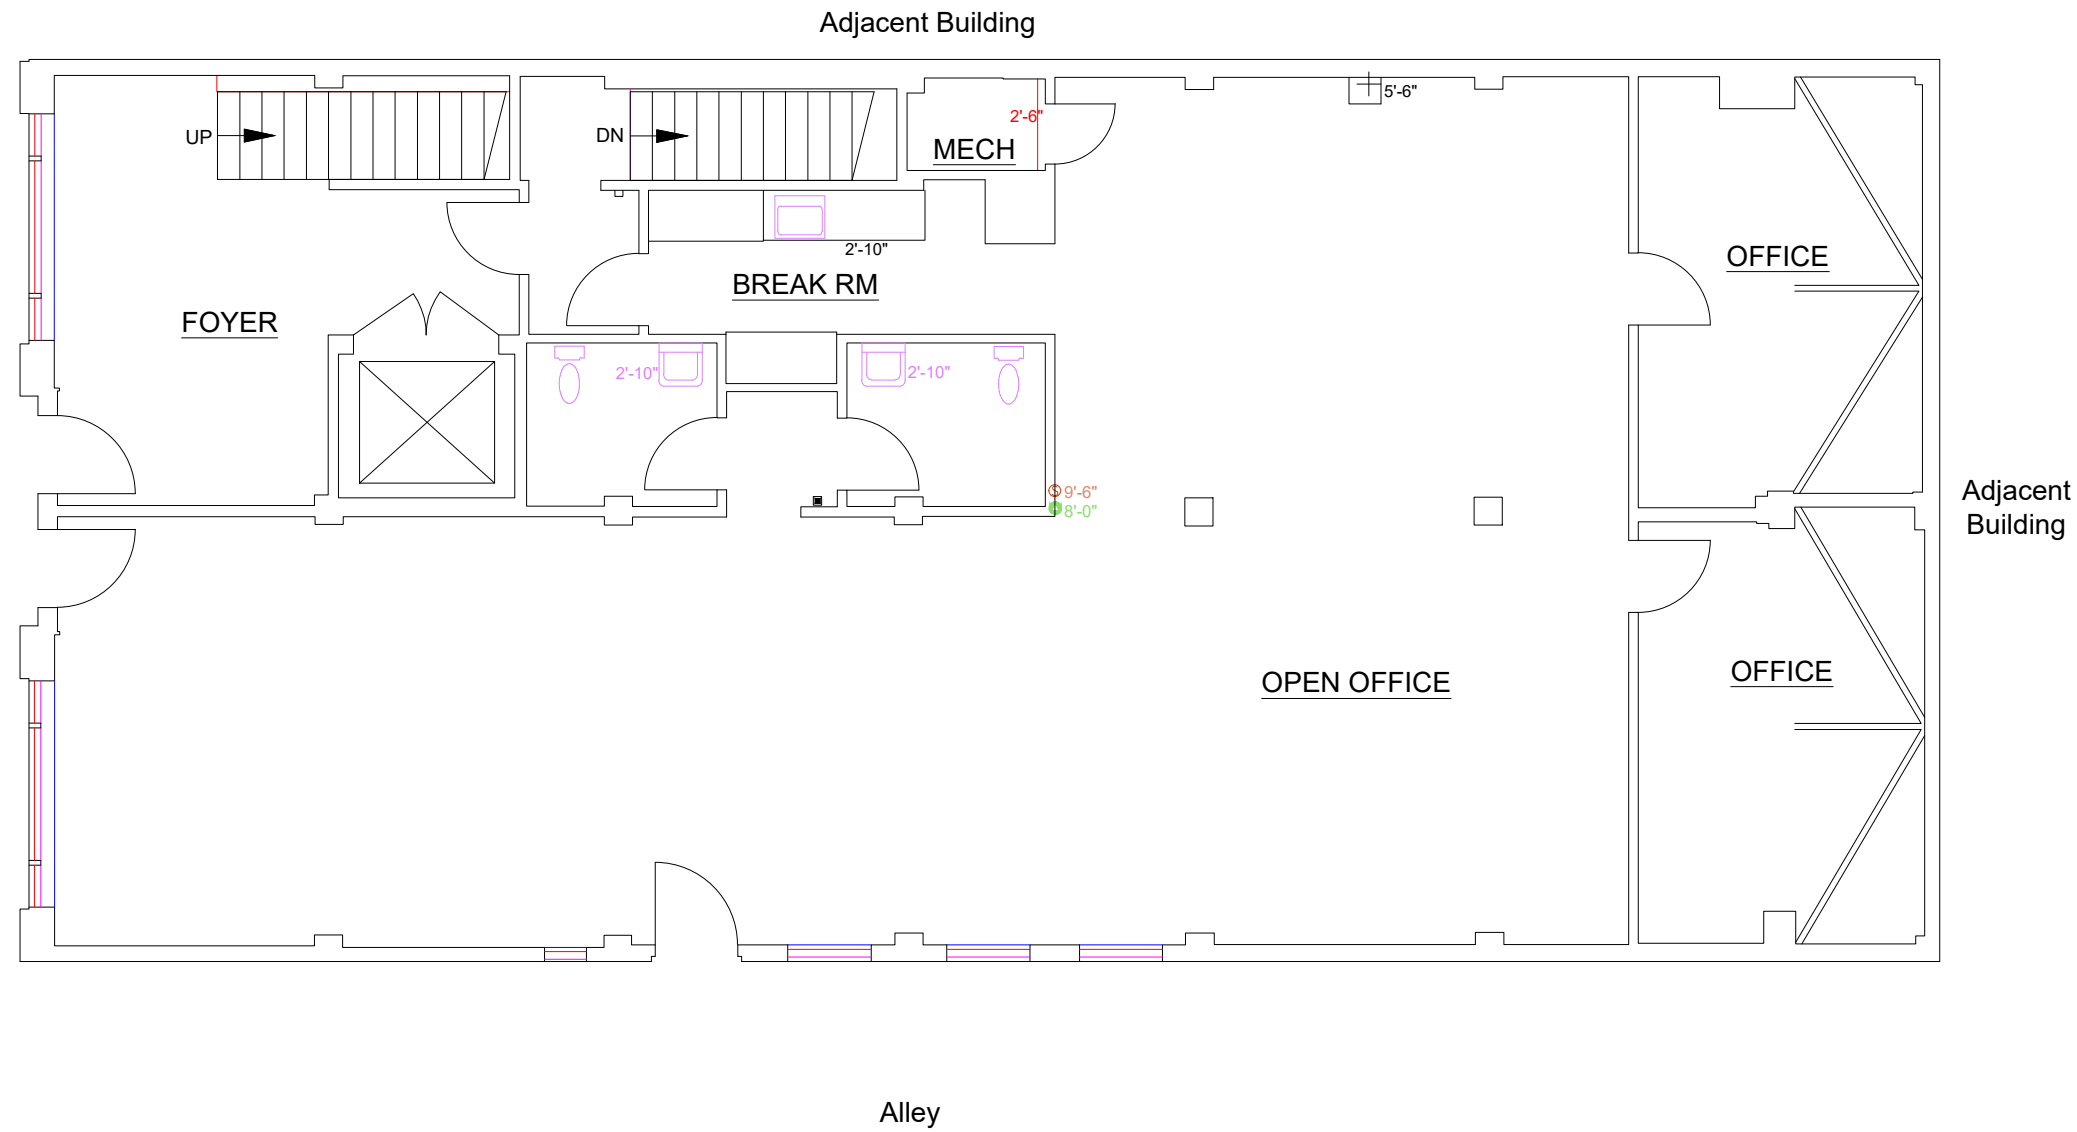 Adjacent Building
5'-6"
2'-6"
UP
DN
MECH
2'-10"
OFFICE
BREAK RM
FOYER
2'-10"
2'-10"
9'-6"
8'-0"
Adjacent
Building
OFFICE
OPEN OFFICE
Alley